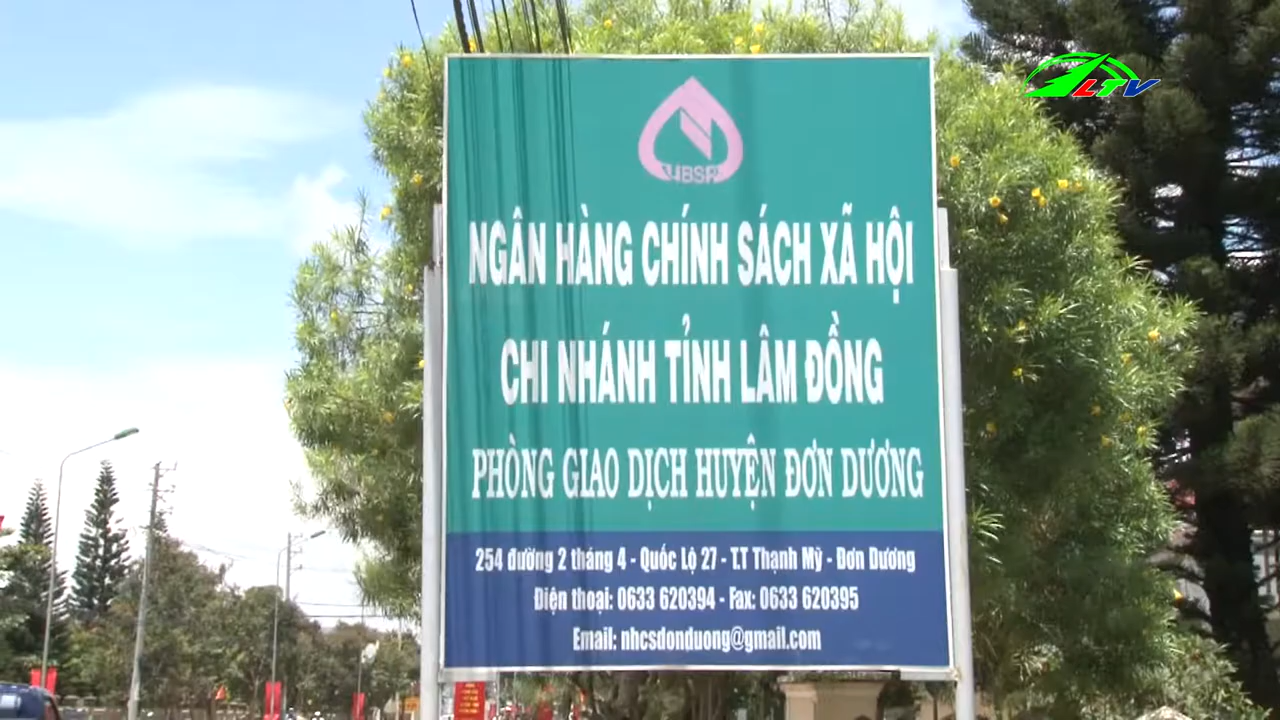 LTV
VBSP
NGÂN HÀNG CHÍNH SÁCH XÃ HỘI
CHI NHÁNH TỈNH LÂM ĐỒNG
PHÒNG GIAO DỊCH HUYỆN ĐƠN DƯƠNG
254 đường 2 tháng 4 - Quốc Lộ 27 - T.T Thạnh Mỹ - Đơn Dương
Điện thoại: 0633 620394 - Fax: 0633 620395
Email: nhcsdonduong@gmail.com